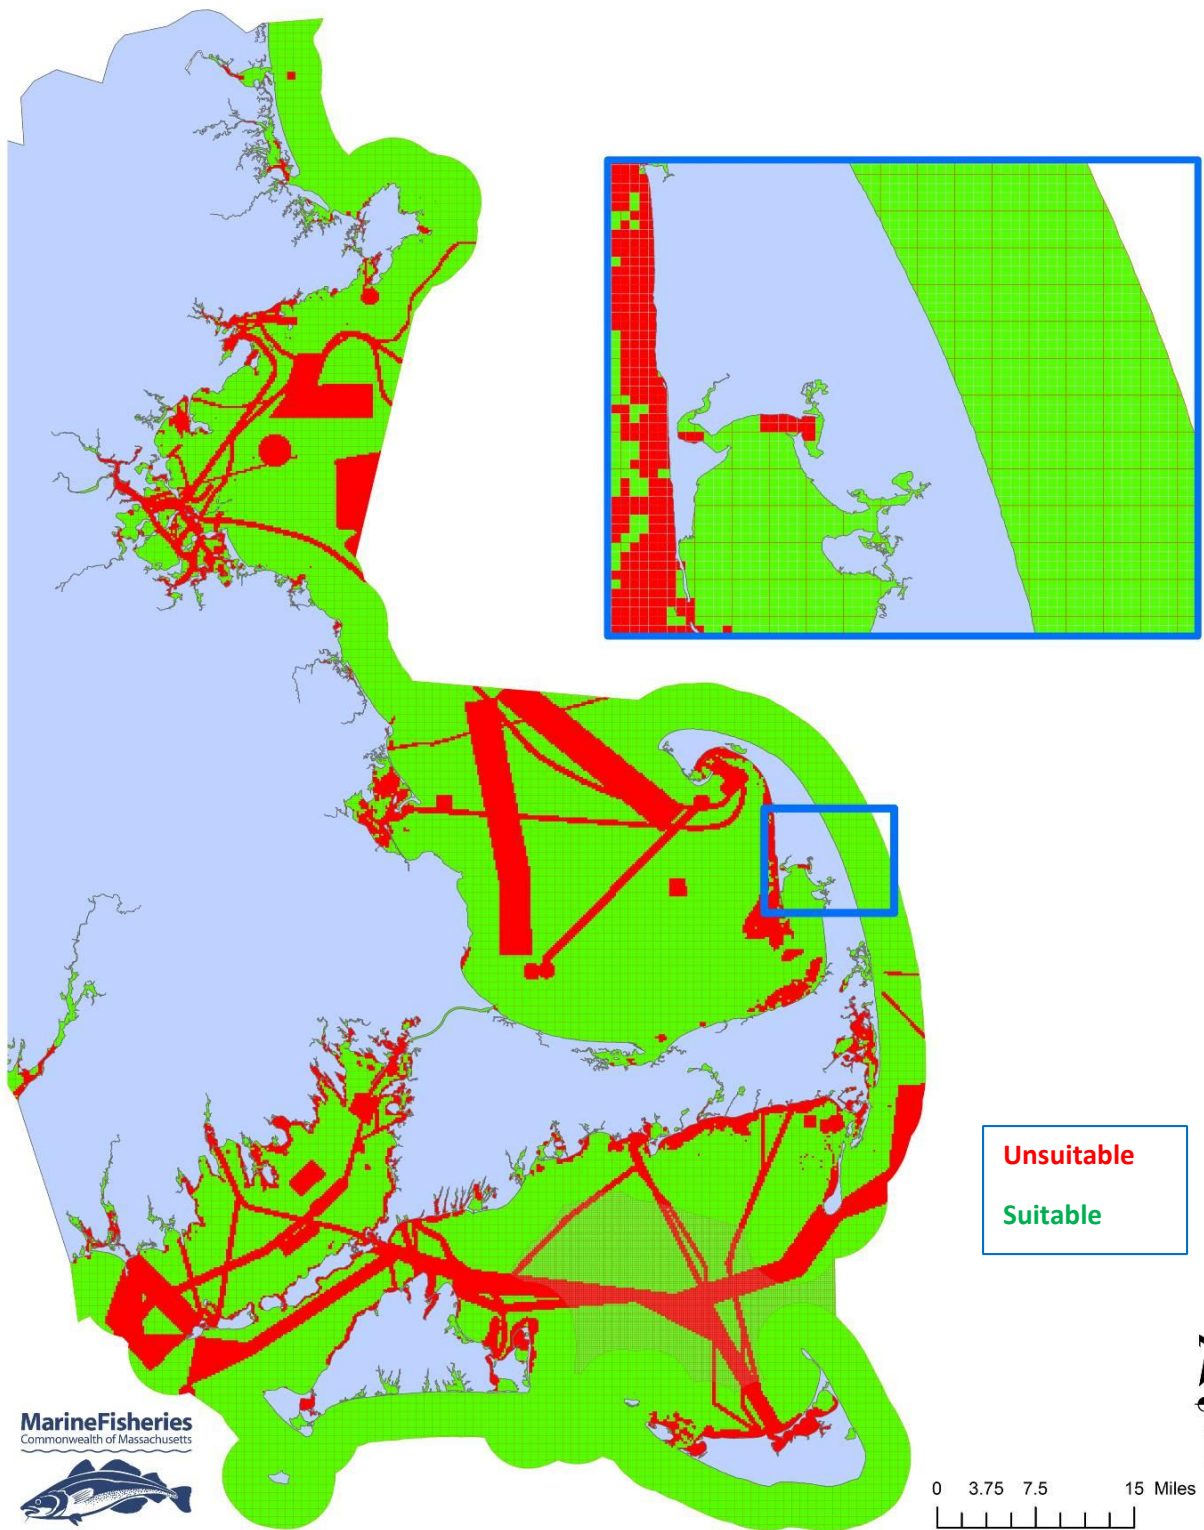 Unsuitable
Suitable
MarineFisheries
Commonwealth of Massachusetts
0 3.75 7.5 15 Miles